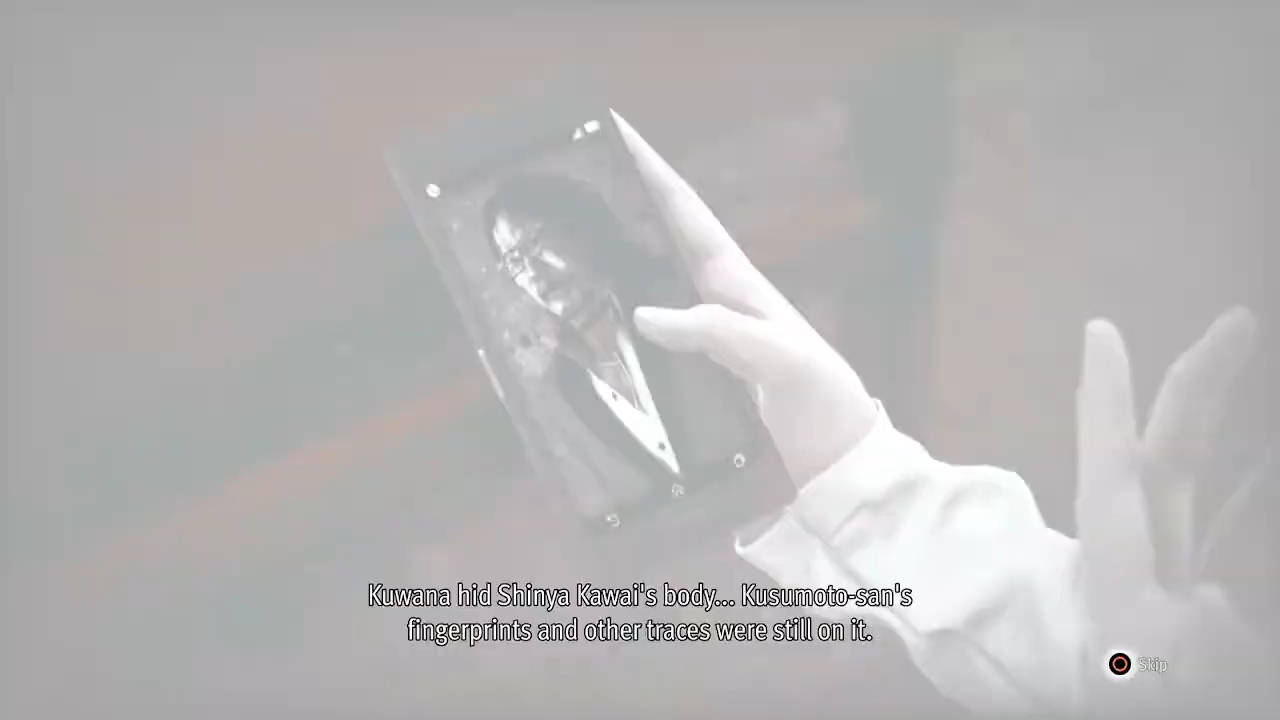 Kuwana hid Shinya Kawai's body... Kusumoto-san's
fingerprints and other traces were still on it.
Skip